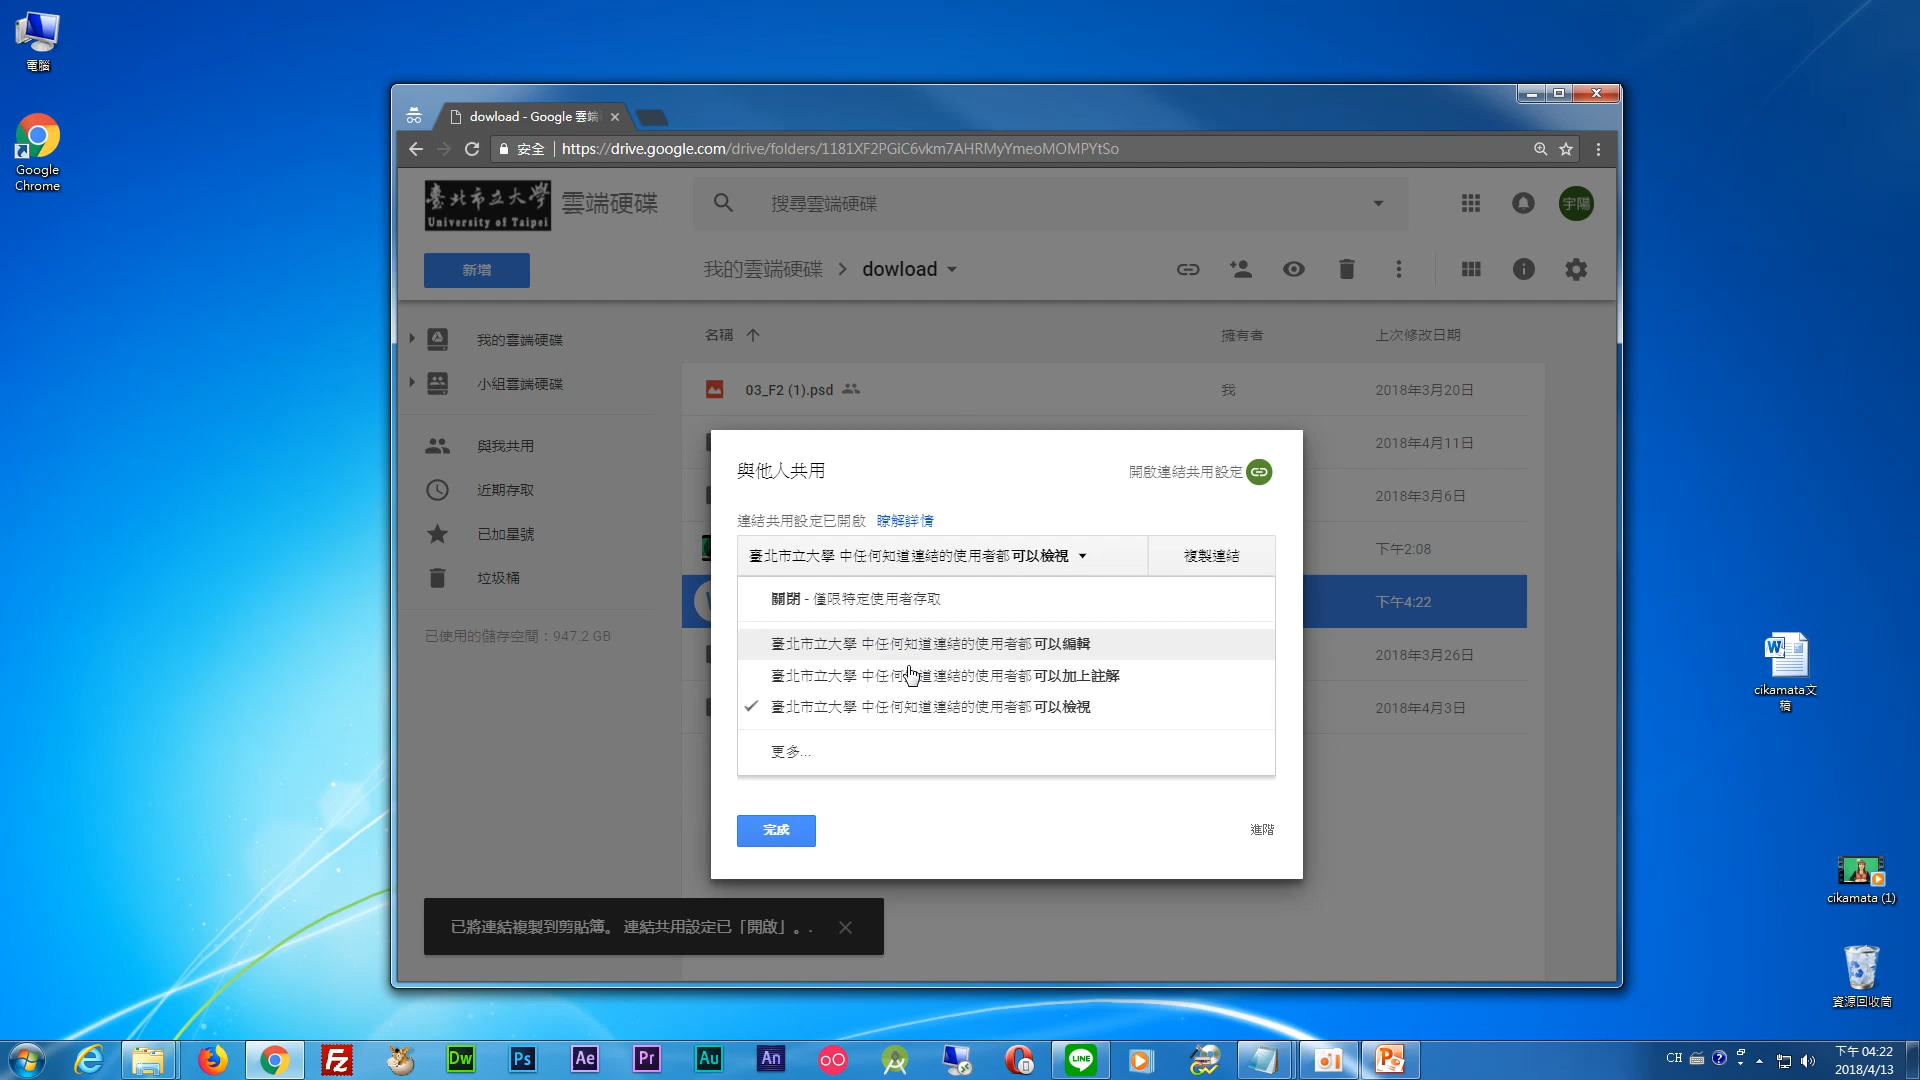 電腦
Google
Chrome
dowload - Google 雲端
安全
https://drive.google.com/drive/folders/1181XF2PGiC6vkm7AHRMyYmeoMOMPYtSo
臺北市立大學
University of Taipei
雲端硬碟
搜尋雲端硬碟
宇陽
新增
我的雲端硬碟
dowload
我的雲端硬碟
小組雲端硬碟
與我共用
近期存取
已加星號
垃圾桶
已使用的儲存空間：947.2 GB
名稱
擁有者
上次修改日期
03_F2 (1).psd
我
2018年3月20日
2018年4月11日
2018年3月6日
下午2:08
下午4:22
2018年3月26日
2018年4月3日
與他人共用
開啟連結共用設定
連結共用設定已開啟 瞭解詳情
臺北市立大學 中任何知道連結的使用者都可以檢視
複製連結
關閉 - 僅限特定使用者存取
臺北市立大學 中任何知道連結的使用者都可以編輯
臺北市立大學 中任何知道連結的使用者都可以加上註解
臺北市立大學 中任何知道連結的使用者都可以檢視
更多...
完成
進階
已將連結複製到剪貼簿。 連結共用設定已「開啟」。.
cikamata文
稿
cikamata (1)
資源回收筒
Fz
Dw
Ps
Ae
Pr
Au
An
LINE
CH
下午 04:22
2018/4/13